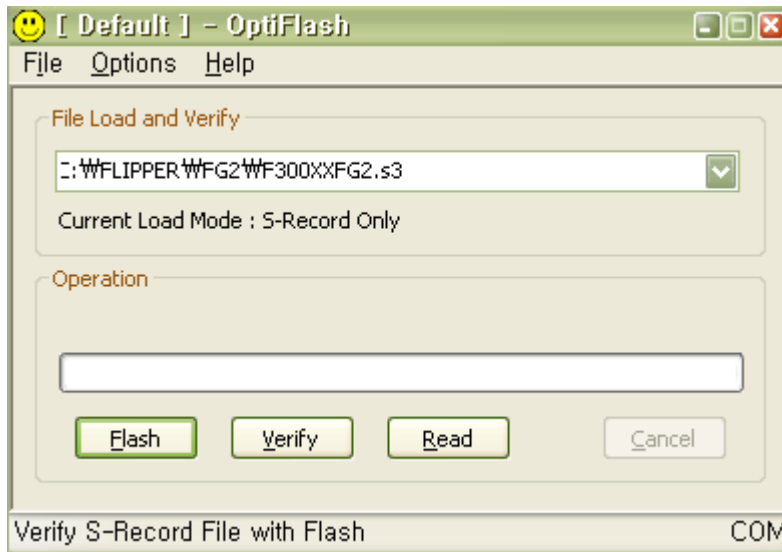 [ Default ] - OptiFlash
File Options Help
File Load and Verify
:₩FLIPPER₩FG2₩F300XXFG2.s3
Current Load Mode : S-Record Only
Operation
Flash Verify Read Cancel
Verify S-Record File with Flash COM